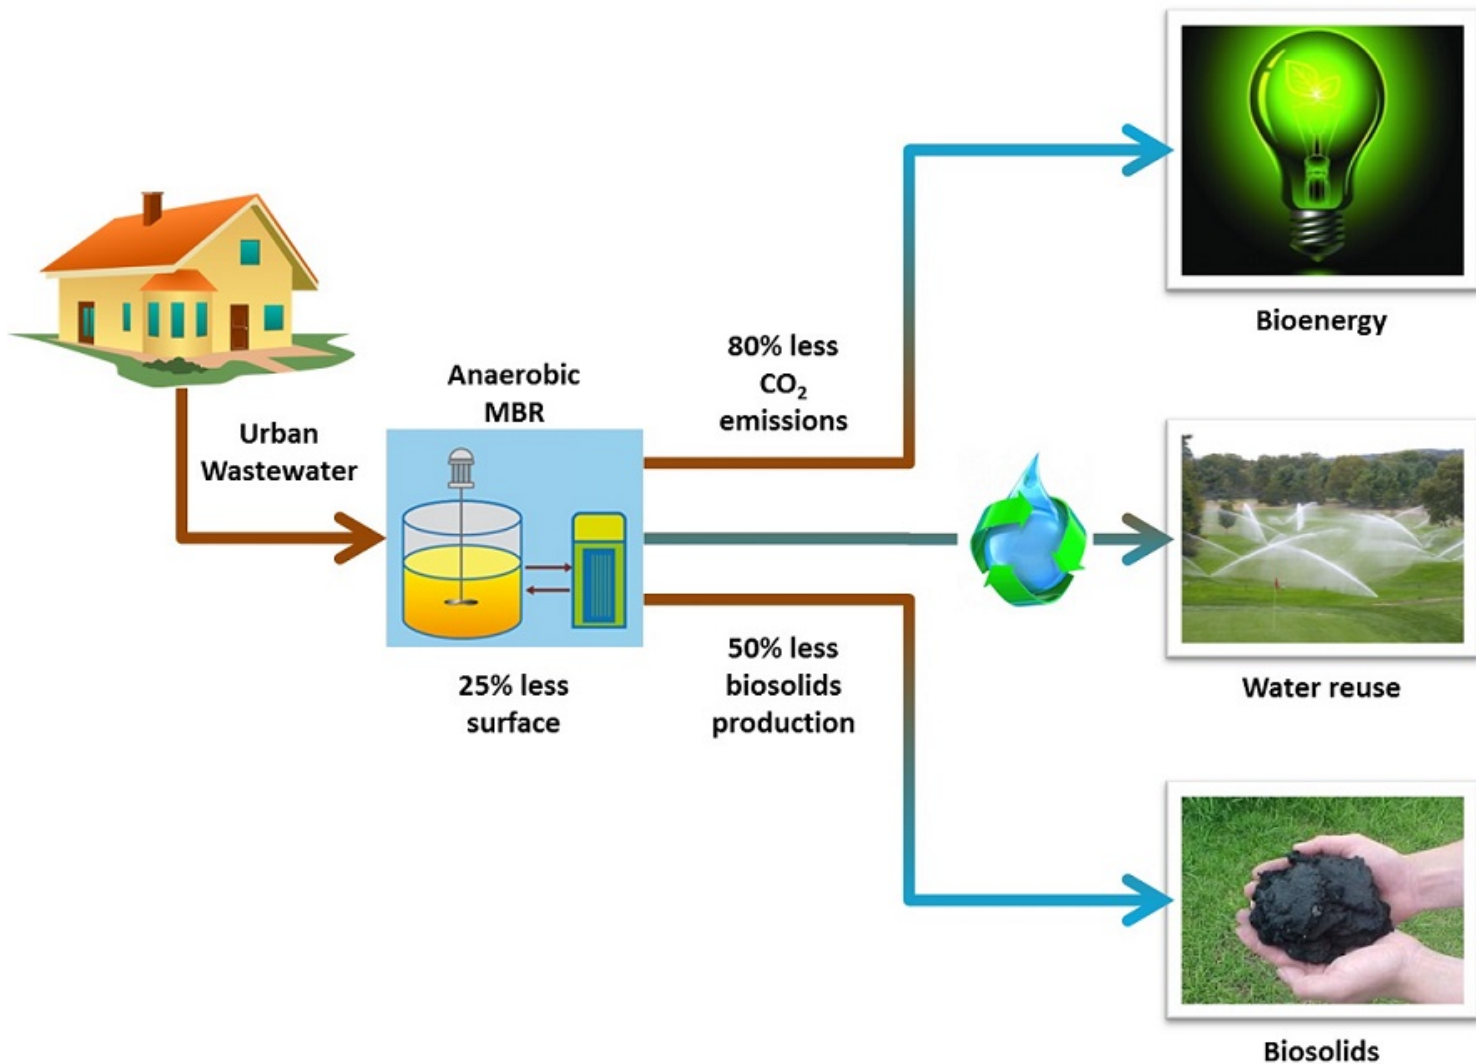 Urban
Wastewater
Anaerobic
MBR
25% less
surface
80% less
CO₂
emissions
50% less
biosolids
production
Bioenergy
Water reuse
Biosolids